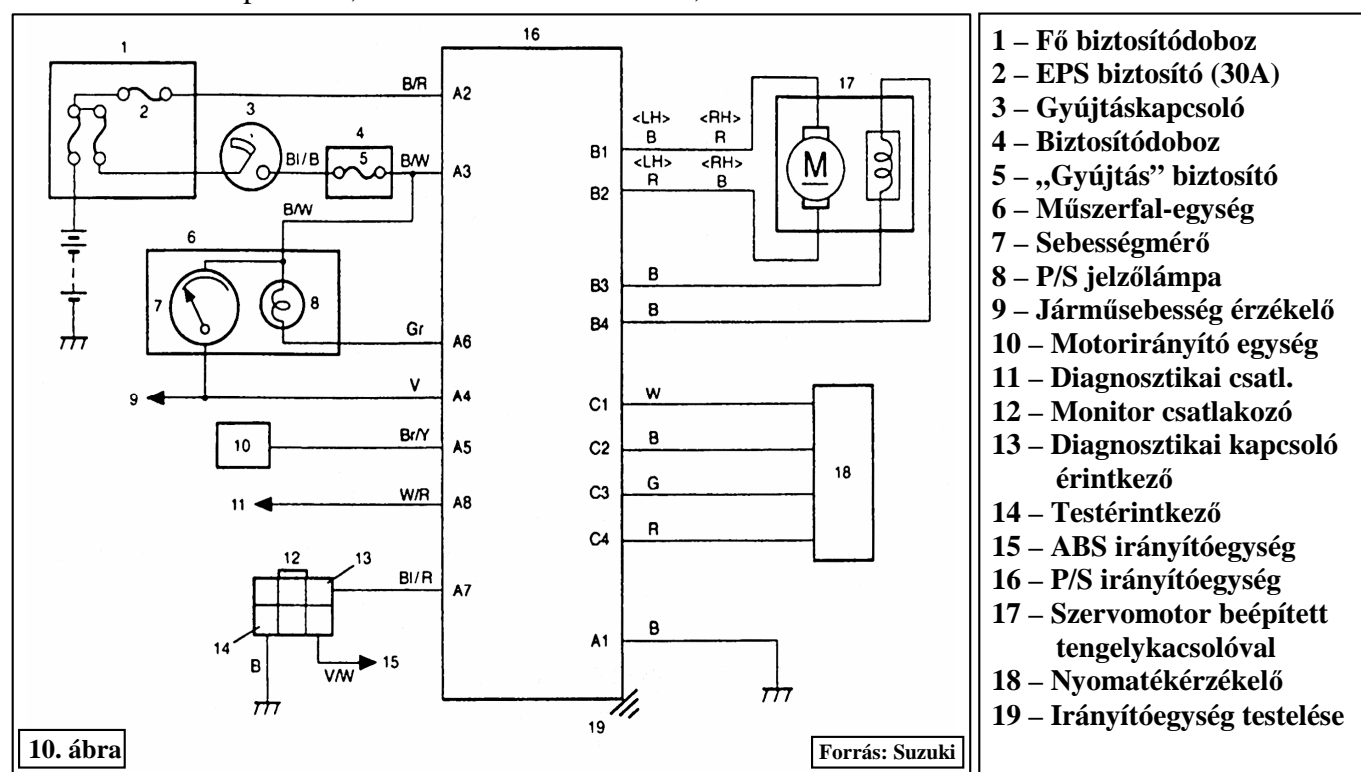 1
16
B/R
A2
2
3
4
5
Bl/B
B/W
A3
B/W
6
7
8
Gr
A6
V
9
A4
10
Br/Y
A5
11
W/R
A8
12
13
Bl/R
A7
14
B
V/W
15
17
<LH>
<RH>
B
R
B1
<LH>
<RH>
R
B
B2
M
B
B3
B
B4
C1
W
C2
B
C3
G
C4
R
18
A1
B
19
10. ábra
Forrás: Suzuki
1 – Fő biztosítódoboz
2 – EPS biztosító (30A)
3 – Gyújtáskapcsoló
4 – Biztosítódoboz
5 – „Gyújtás” biztosító
6 – Műszerfal-egység
7 – Sebességmérő
8 – P/S jelzőlámpa
9 – Járműsebesség érzékelő
10 – Motorirányító egység
11 – Diagnosztikai csatl.
12 – Monitor csatlakozó
13 – Diagnosztikai kapcsoló
érintkező
14 – Testérintkező
15 – ABS irányítóegység
16 – P/S irányítóegység
17 – Szervomotor beépített
tengelykacsolóval
18 – Nyomatékérzékelő
19 – Irányítóegység testelése